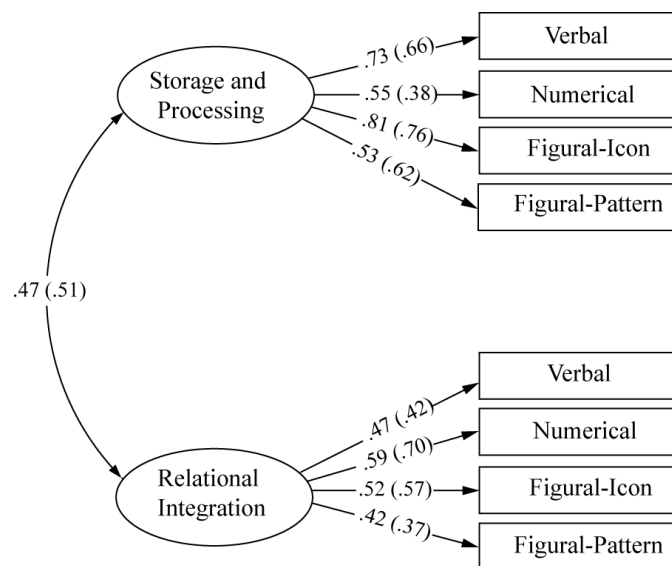 Storage and
Processing
.73 (.66)
.55 (.38)
.81 (.76)
.53 (.62)
Verbal
Numerical
Figural-Icon
Figural-Pattern
.47 (.51)
Relational
Integration
.47 (.42)
.59 (.70)
.52 (.57)
.42 (.37)
Verbal
Numerical
Figural-Icon
Figural-Pattern